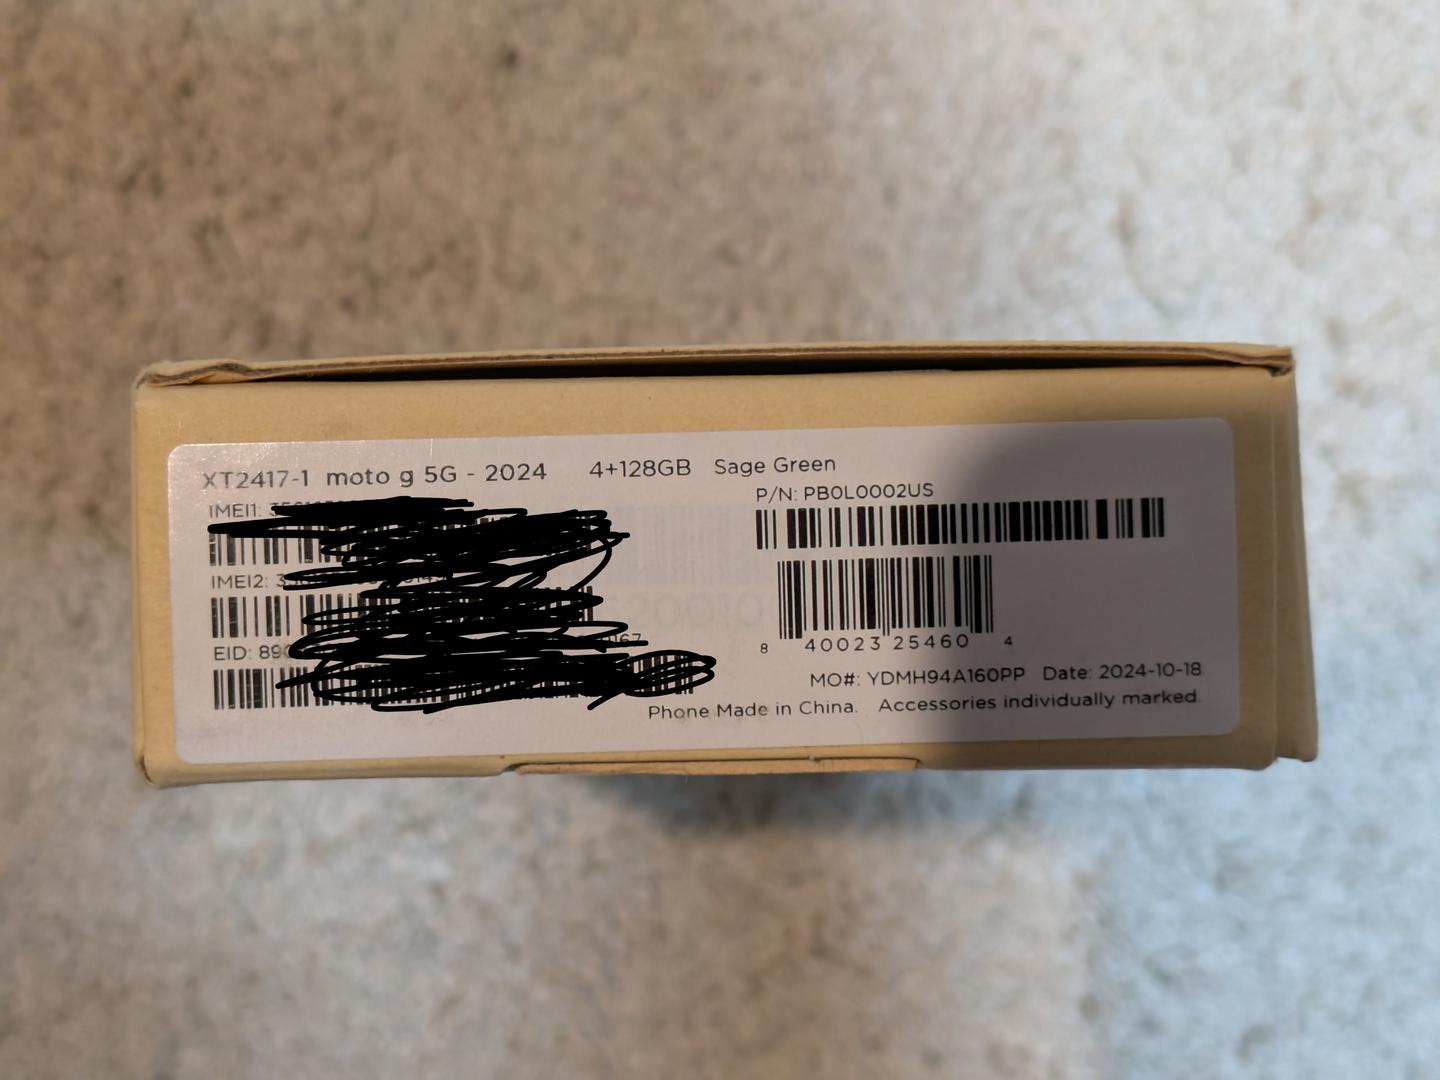 XT2417-1 moto g 5G - 2024 4+128GB Sage Green
IMEI1:
P/N: PB0L0002US
IMEI2:
EID:
8 40023 25460 4
MO#: YDMH94A160PP Date: 2024-10-18
Phone Made in China. Accessories individually marked.